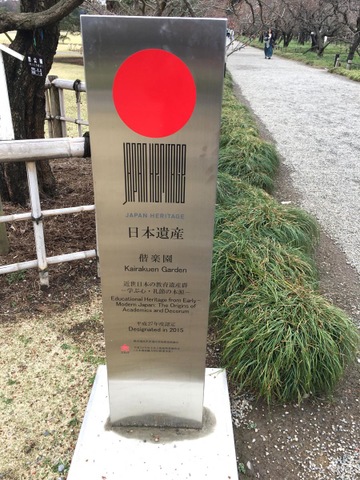 JAPAN HERITAGE
JAPAN HERITAGE
日本遺産
偕楽園
Kairakuen Garden
近世日本の教育遺産群
―学ぶ心・礼節の本源―
Educational Heritage from Early-
Modern Japan: The Origins of
Academics and Decorum
平成27年度認定
Designated in 2015